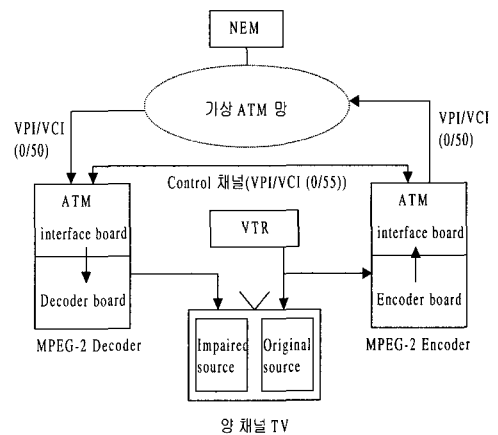 NEM
가상 ATM 망
VPI/VCI
(0/50)
VPI/VCI
(0/50)
Control 채널(VPI/VCI (0/55))
ATM
interface board
Decoder board
MPEG-2 Decoder
VTR
ATM
interface board
Encoder board
MPEG-2 Encoder
Impaired
source
Original
source
양 채널 TV